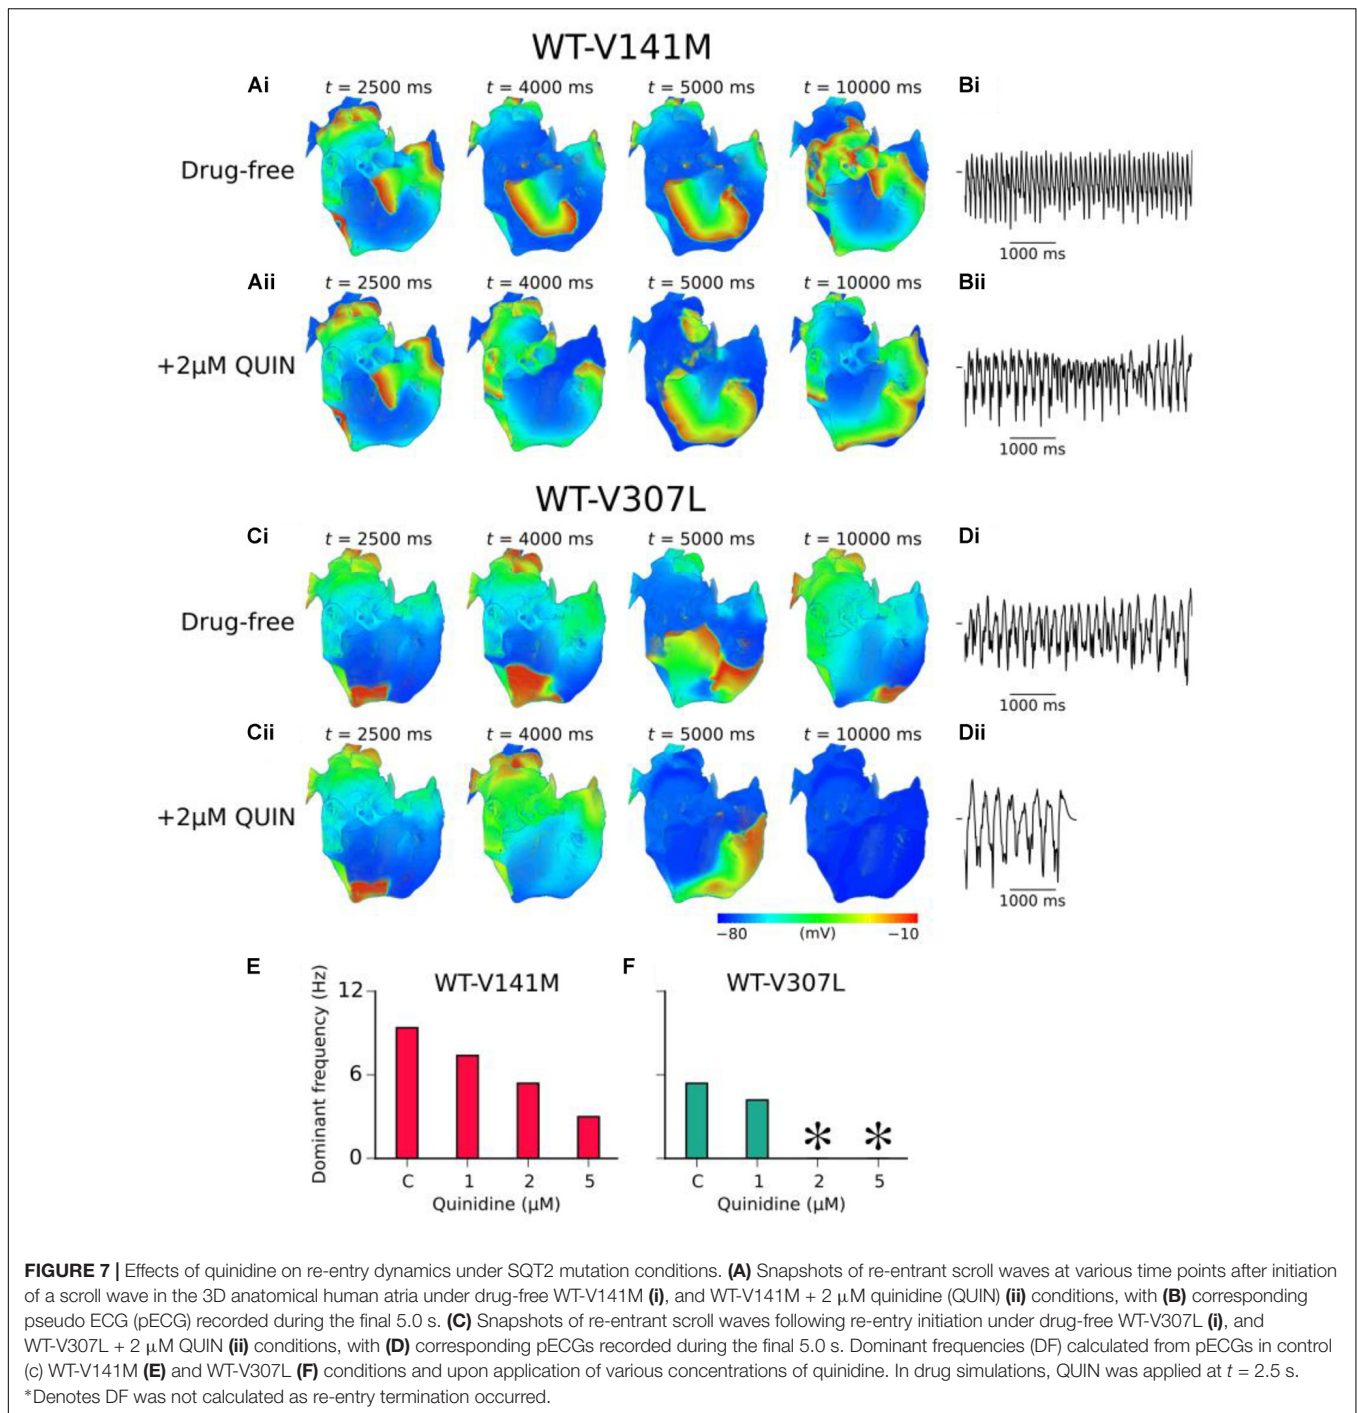 WT-V141M
Ai t = 2500 ms t = 4000 ms t = 5000 ms t = 10000 ms Bi
Drug-free
1000 ms
Aii t = 2500 ms t = 4000 ms t = 5000 ms t = 10000 ms Bii
+2µM QUIN
1000 ms
WT-V307L
Ci t = 2500 ms t = 4000 ms t = 5000 ms t = 10000 ms Di
Drug-free
1000 ms
Cii t = 2500 ms t = 4000 ms t = 5000 ms t = 10000 ms Dii
+2µM QUIN
1000 ms
−80 (mV) −10
E F
WT-V141M WT-V307L
Dominant frequency (Hz)
12
6
0
C 1 2 5 C 1 2 5
* *
Quinidine (µM) Quinidine (µM)
FIGURE 7 | Effects of quinidine on re-entry dynamics under SQT2 mutation conditions. (A) Snapshots of re-entrant scroll waves at various time points after initiation
of a scroll wave in the 3D anatomical human atria under drug-free WT-V141M (i), and WT-V141M + 2 µM quinidine (QUIN) (ii) conditions, with (B) corresponding
pseudo ECG (pECG) recorded during the final 5.0 s. (C) Snapshots of re-entrant scroll waves following re-entry initiation under drug-free WT-V307L (i), and
WT-V307L + 2 µM QUIN (ii) conditions, with (D) corresponding pECGs recorded during the final 5.0 s. Dominant frequencies (DF) calculated from pECGs in control
(c) WT-V141M (E) and WT-V307L (F) conditions and upon application of various concentrations of quinidine. In drug simulations, QUIN was applied at t = 2.5 s.
*Denotes DF was not calculated as re-entry termination occurred.